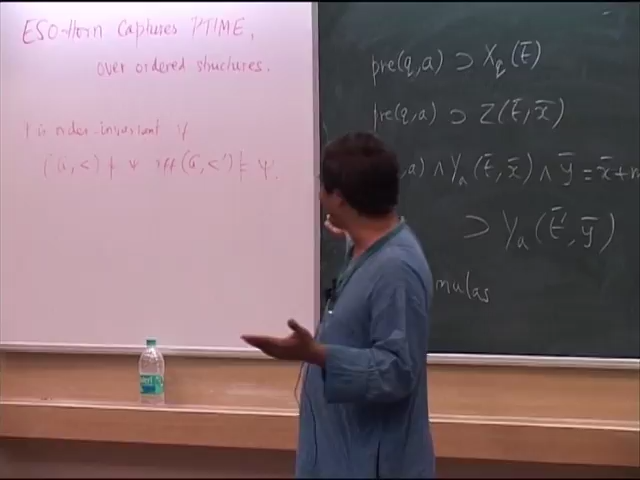 ESO-Horn Captures PTIME,
over ordered structures.
ψ is order-invariant if
(G, <) ⊨ ψ iff (G, <') ⊨ ψ.
pre(q,a) ⊃ X_q(t̄)
pre(q,a) ⊃ Z(t̄, x̄)
,a) ∧ Y_a(t̄, x̄) ∧ ȳ = x̄ + m
⊃ Y_a(t̄', ȳ)
mulas